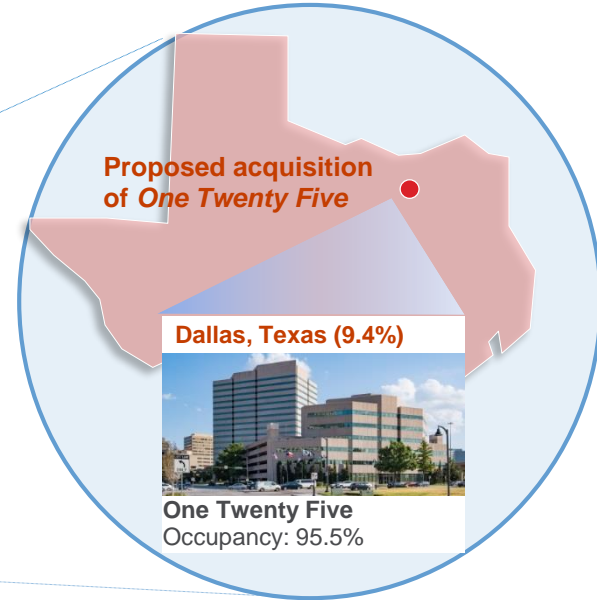 Proposed acquisition
of One Twenty Five
Dallas, Texas (9.4%)
One Twenty Five
Occupancy: 95.5%